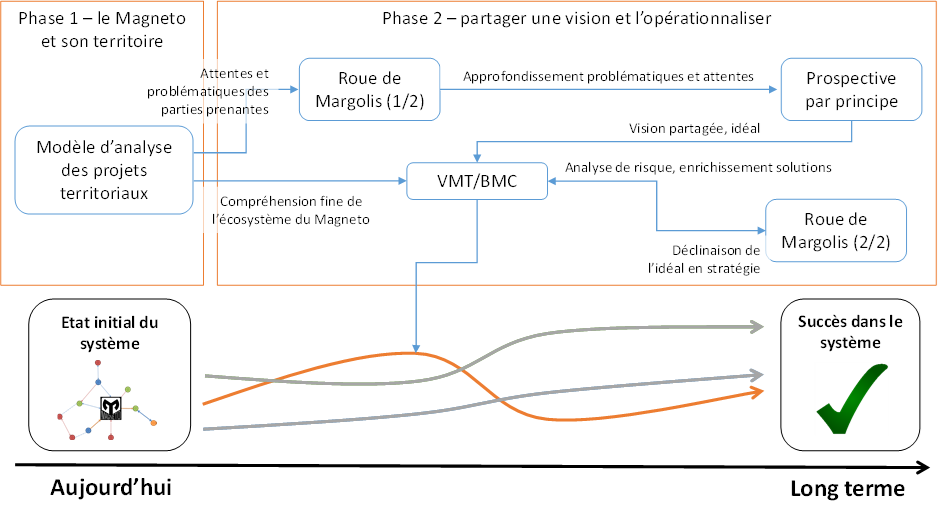 Phase 1 – le Magneto
et son territoire
Phase 2 – partager une vision et l’opérationnaliser
Attentes et
problématiques des
parties prenantes
Roue de
Margolis (1/2)
Approfondissement problématiques et attentes
Prospective
par principe
Modèle d’analyse
des projets
territoriaux
Vision partagée, idéal
VMT/BMC
Analyse de risque, enrichissement solutions
Compréhension fine de
l’écosystème du Magneto
Roue de
Margolis (2/2)
Déclinaison de
l’idéal en stratégie
Etat initial du
système
Succès dans le
système
Aujourd’hui
Long terme